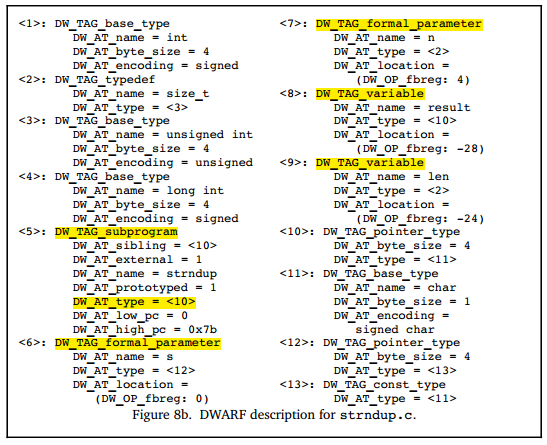 <1>: DW_TAG_base_type
DW_AT_name = int
DW_AT_byte_size = 4
DW_AT_encoding = signed
<2>: DW_TAG_typedef
DW_AT_name = size_t
DW_AT_type = <3>
<3>: DW_TAG_base_type
DW_AT_name = unsigned int
DW_AT_byte_size = 4
DW_AT_encoding = unsigned
<4>: DW_TAG_base_type
DW_AT_name = long int
DW_AT_byte_size = 4
DW_AT_encoding = signed
<5>: DW_TAG_subprogram
DW_AT_sibling = <10>
DW_AT_external = 1
DW_AT_name = strndup
DW_AT_prototyped = 1
DW_AT_type = <10>
DW_AT_low_pc = 0
DW_AT_high_pc = 0x7b
<6>: DW_TAG_formal_parameter
DW_AT_name = s
DW_AT_type = <12>
DW_AT_location =
(DW_OP_fbreg: 0)
<7>: DW_TAG_formal_parameter
DW_AT_name = n
DW_AT_type = <2>
DW_AT_location =
(DW_OP_fbreg: 4)
<8>: DW_TAG_variable
DW_AT_name = result
DW_AT_type = <10>
DW_AT_location =
(DW_OP_fbreg: -28)
<9>: DW_TAG_variable
DW_AT_name = len
DW_AT_type = <2>
DW_AT_location =
(DW_OP_fbreg: -24)
<10>: DW_TAG_pointer_type
DW_AT_byte_size = 4
DW_AT_type = <11>
<11>: DW_TAG_base_type
DW_AT_name = char
DW_AT_byte_size = 1
DW_AT_encoding =
signed char
<12>: DW_TAG_pointer_type
DW_AT_byte_size = 4
DW_AT_type = <13>
<13>: DW_TAG_const_type
DW_AT_type = <11>
Figure 8b. DWARF description for strndup.c.